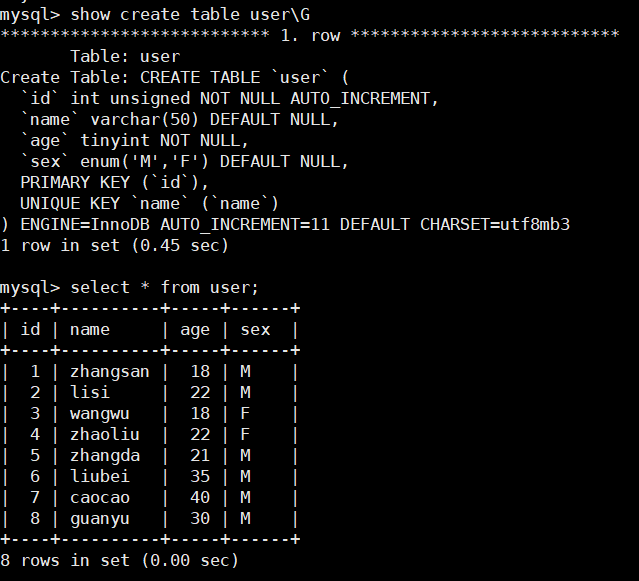 mysql> show create table user\G
*************************** 1. row ***************************
       Table: user
Create Table: CREATE TABLE `user` (
  `id` int unsigned NOT NULL AUTO_INCREMENT,
  `name` varchar(50) DEFAULT NULL,
  `age` tinyint NOT NULL,
  `sex` enum('M','F') DEFAULT NULL,
  PRIMARY KEY (`id`),
  UNIQUE KEY `name` (`name`)
) ENGINE=InnoDB AUTO_INCREMENT=11 DEFAULT CHARSET=utf8mb3
1 row in set (0.45 sec)

mysql> select * from user;
+----+----------+-----+------+
| id | name     | age | sex  |
+----+----------+-----+------+
|  1 | zhangsan |  18 | M    |
|  2 | lisi     |  22 | M    |
|  3 | wangwu   |  18 | F    |
|  4 | zhaoliu  |  22 | F    |
|  5 | zhangda  |  21 | M    |
|  6 | liubei   |  35 | M    |
|  7 | caocao   |  40 | M    |
|  8 | guanyu   |  30 | M    |
+----+----------+-----+------+
8 rows in set (0.00 sec)